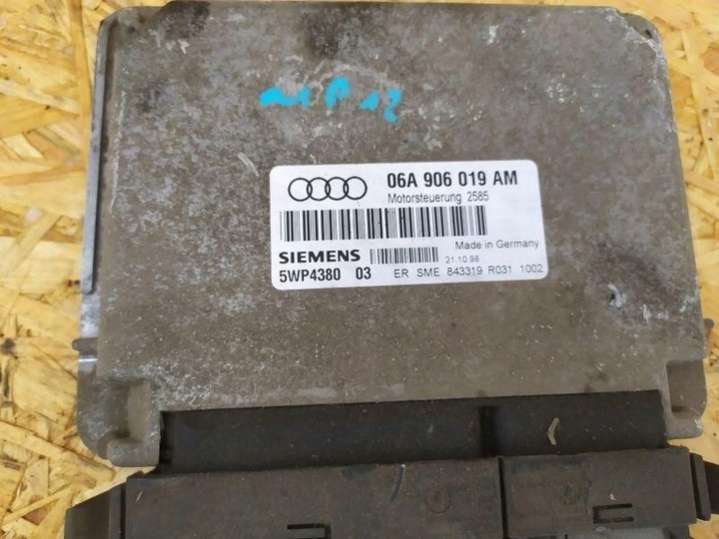 06A 906 019 AM
Motorsteuerung 2585
Made in Germany
SIEMENS
21.10.98
5WP4380 03 ER SME 843319 R031 1002